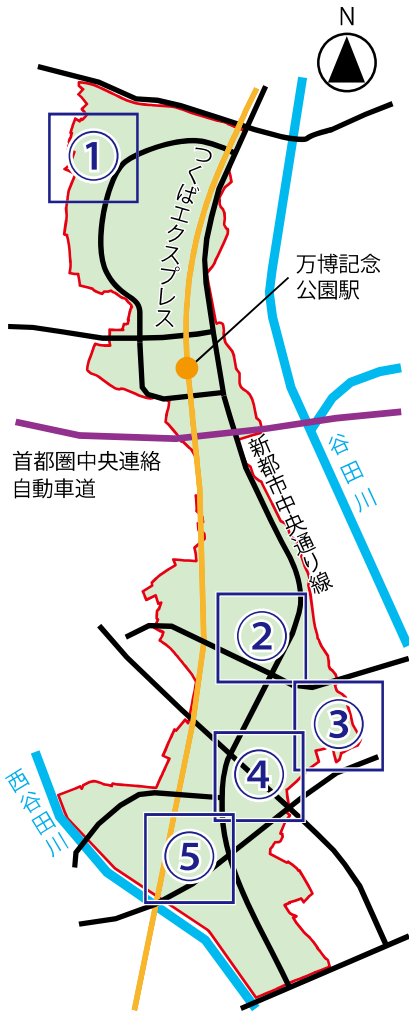 N
①
つくばエクスプレス
万博記念
公園駅
首都圏中央連絡
自動車道
谷田川
新都市中央通り線
②
③
④
西谷田川
⑤